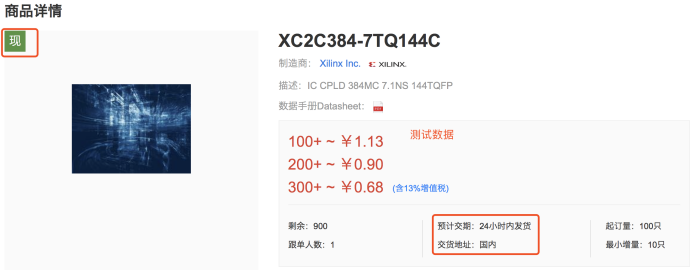 商品详情
现
XC2C384-7TQ144C
制造商： Xilinx Inc. XILINX.
描述： IC CPLD 384MC 7.1NS 144TQFP
数据手册Datasheet：
100+ ~ ￥1.13
测试数据
200+ ~ ￥0.90
300+ ~ ￥0.68 (含13%增值税)
剩余： 900 预计交期： 24小时内发货 起订量： 100只
跟单人数： 1 交货地址： 国内 最小增量： 10只